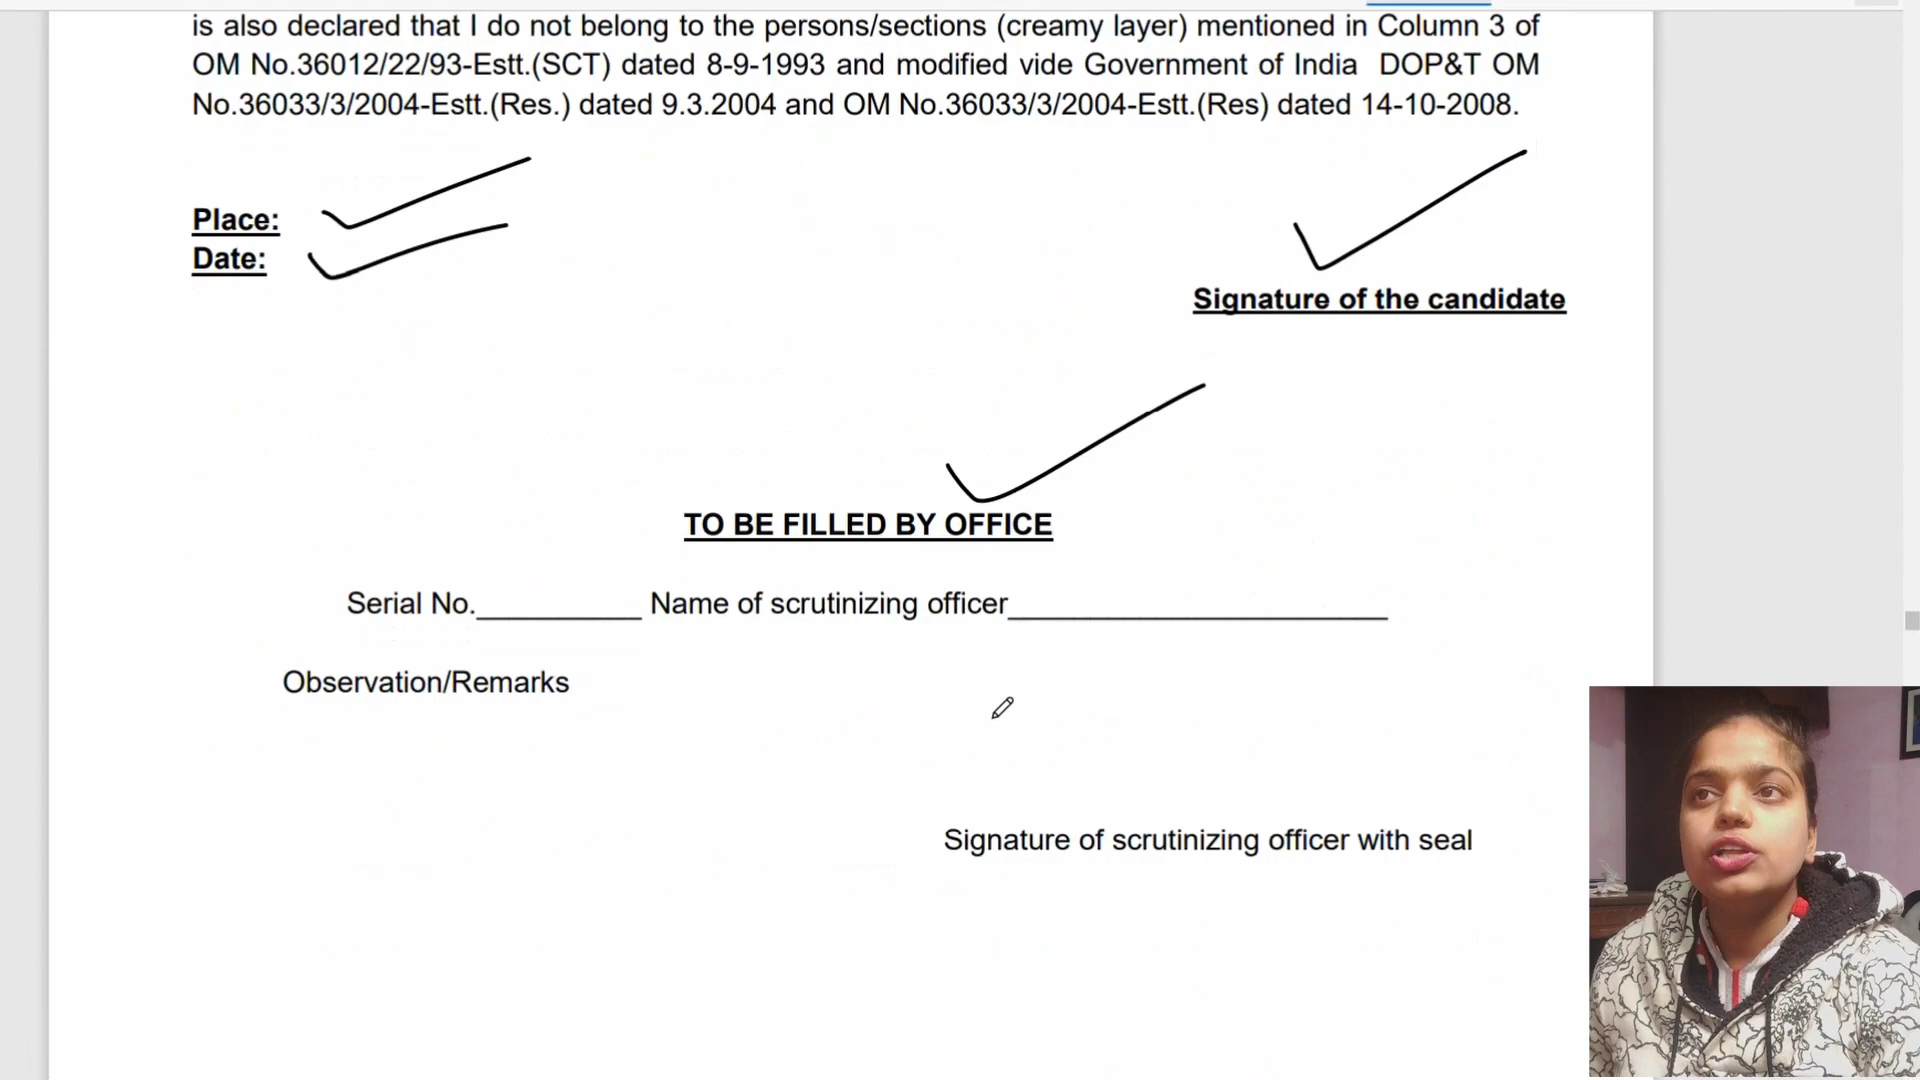 is also declared that I do not belong to the persons/sections (creamy layer) mentioned in Column 3 of
OM No.36012/22/93-Estt.(SCT) dated 8-9-1993 and modified vide Government of India DOP&T OM
No.36033/3/2004-Estt.(Res.) dated 9.3.2004 and OM No.36033/3/2004-Estt.(Res) dated 14-10-2008.
Place:
Date:
Signature of the candidate
TO BE FILLED BY OFFICE
Serial No.__________ Name of scrutinizing officer_______________________
Observation/Remarks
Signature of scrutinizing officer with seal